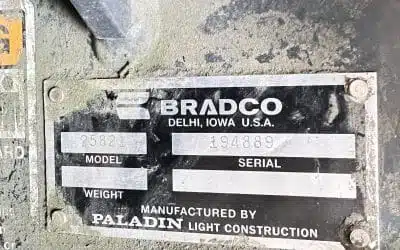 BRADCO
DELHI, IOWA U.S.A.
25821 194889
MODEL SERIAL
WEIGHT
MANUFACTURED BY
PALADIN LIGHT CONSTRUCTION